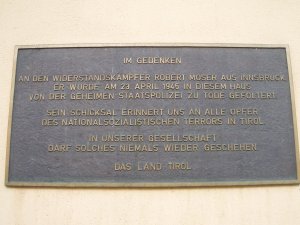 IM GEDENKEN
AN DEN WIDERSTANDSKÄMPFER ROBERT MOSER AUS INNSBRUCK
ER WURDE AM 23. APRIL 1945 IN DIESEM HAUS
VON DER GEHEIMEN STAATSPOLIZEI ZU TODE GEFOLTERT
SEIN SCHICKSAL ERINNERT UNS AN ALLE OPFER
DES NATIONALSOZIALISTISCHEN TERRORS IN TIROL
IN UNSERER GESELLSCHAFT
DARF SOLCHES NIEMALS WIEDER GESCHEHEN
DAS LAND TIROL